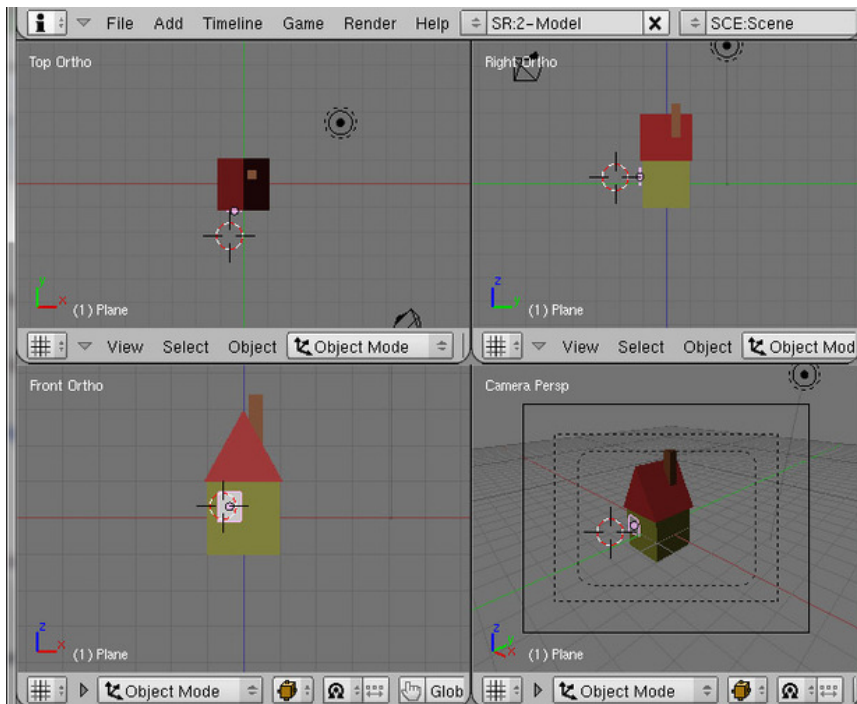 File Add Timeline Game Render Help SR:2-Model SCE:Scene
Top Ortho
Right Ortho
y
x
(1) Plane
z
y
(1) Plane
View Select Object Object Mode
View Select Object Object Mod
Front Ortho
Camera Persp
z
x
(1) Plane
z
y
x
(1) Plane
Object Mode Glob
Object Mode